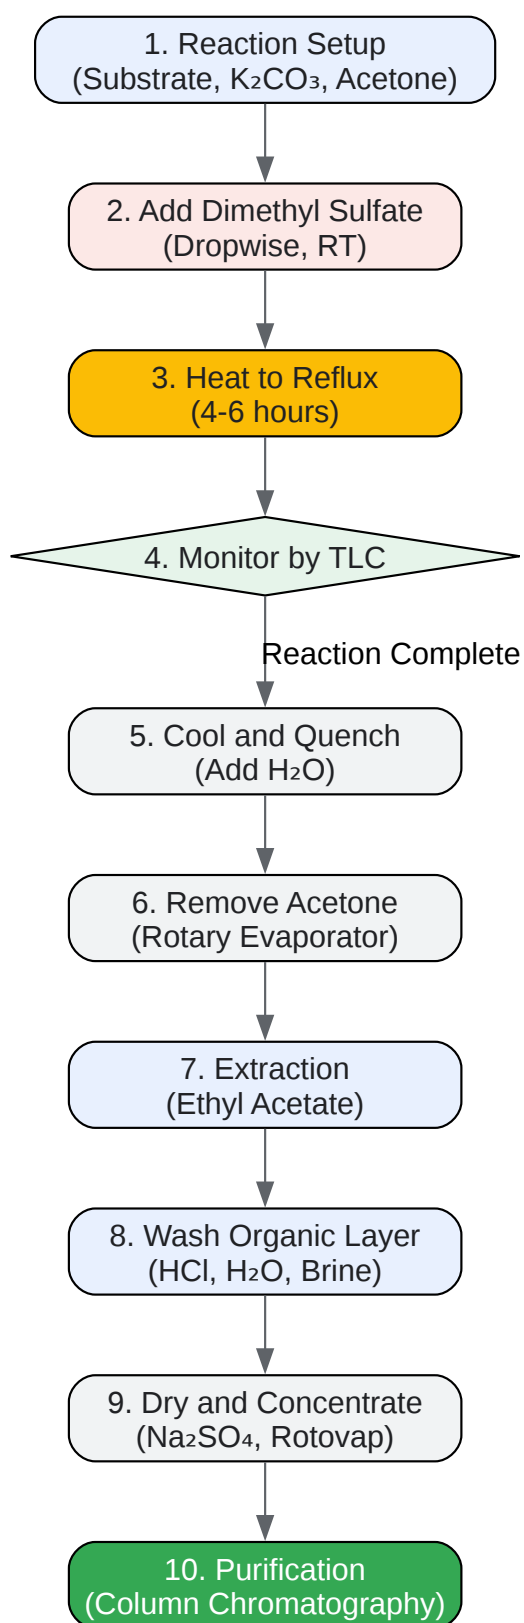 1. Reaction Setup
(Substrate, K₂CO₃, Acetone)
2. Add Dimethyl Sulfate
(Dropwise, RT)
3. Heat to Reflux
(4-6 hours)
4. Monitor by TLC
Reaction Complete
5. Cool and Quench
(Add H₂O)
6. Remove Acetone
(Rotary Evaporator)
7. Extraction
(Ethyl Acetate)
8. Wash Organic Layer
(HCl, H₂O, Brine)
9. Dry and Concentrate
(Na₂SO₄, Rotovap)
10. Purification
(Column Chromatography)